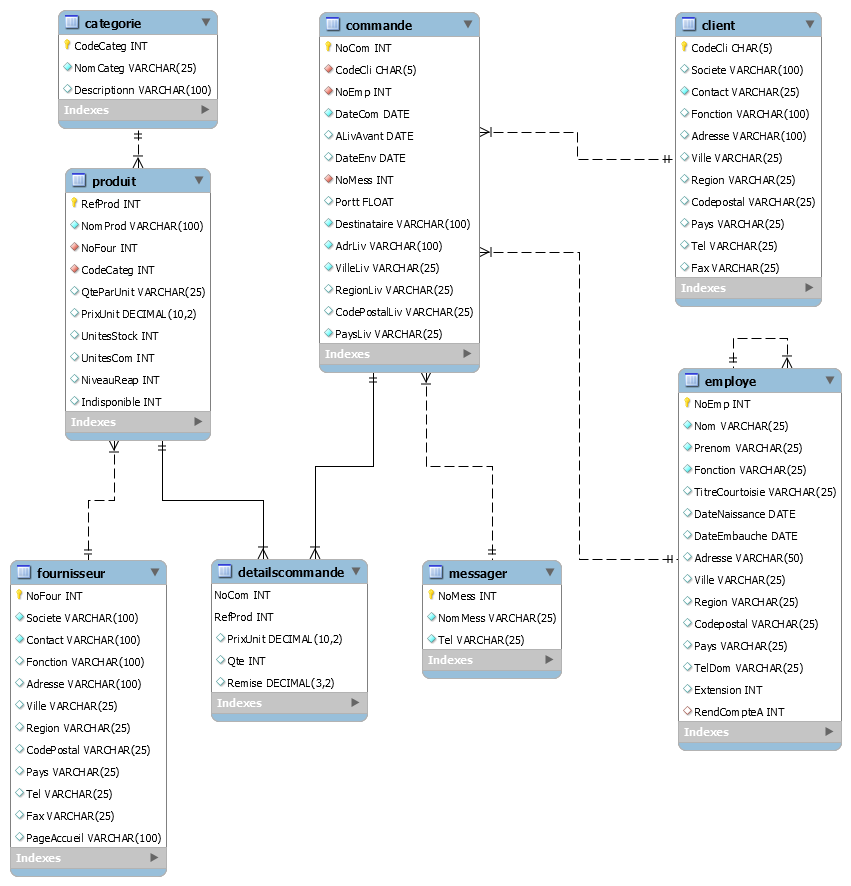 categorie
CodeCateg INT
NomCateg VARCHAR(25)
Descriptionn VARCHAR(100)
Indexes
produit
RefProd INT
NomProd VARCHAR(100)
NoFour INT
CodeCateg INT
QteParUnit VARCHAR(25)
PrixUnit DECIMAL(10,2)
UnitesStock INT
UnitesCom INT
NiveauReap INT
Indisponible INT
Indexes
fournisseur
NoFour INT
Societe VARCHAR(100)
Contact VARCHAR(100)
Fonction VARCHAR(100)
Adresse VARCHAR(100)
Ville VARCHAR(25)
Region VARCHAR(25)
CodePostal VARCHAR(25)
Pays VARCHAR(25)
Tel VARCHAR(25)
Fax VARCHAR(25)
PageAccueil VARCHAR(100)
Indexes
commande
NoCom INT
CodeCli CHAR(5)
NoEmp INT
DateCom DATE
ALivAvant DATE
DateEnv DATE
NoMess INT
Portt FLOAT
Destinataire VARCHAR(100)
AdrLiv VARCHAR(100)
VilleLiv VARCHAR(25)
RegionLiv VARCHAR(25)
CodePostalLiv VARCHAR(25)
PaysLiv VARCHAR(25)
Indexes
detailscommande
NoCom INT
RefProd INT
PrixUnit DECIMAL(10,2)
Qte INT
Remise DECIMAL(3,2)
Indexes
messager
NoMess INT
NomMess VARCHAR(25)
Tel VARCHAR(25)
Indexes
client
CodeCli CHAR(5)
Societe VARCHAR(100)
Contact VARCHAR(25)
Fonction VARCHAR(100)
Adresse VARCHAR(100)
Ville VARCHAR(25)
Region VARCHAR(25)
Codepostal VARCHAR(25)
Pays VARCHAR(25)
Tel VARCHAR(25)
Fax VARCHAR(25)
Indexes
employe
NoEmp INT
Nom VARCHAR(25)
Prenom VARCHAR(25)
Fonction VARCHAR(25)
TitreCourtoisie VARCHAR(25)
DateNaissance DATE
DateEmbauche DATE
Adresse VARCHAR(50)
Ville VARCHAR(25)
Region VARCHAR(25)
Codepostal VARCHAR(25)
Pays VARCHAR(25)
TelDom VARCHAR(25)
Extension INT
RendCompteA INT
Indexes